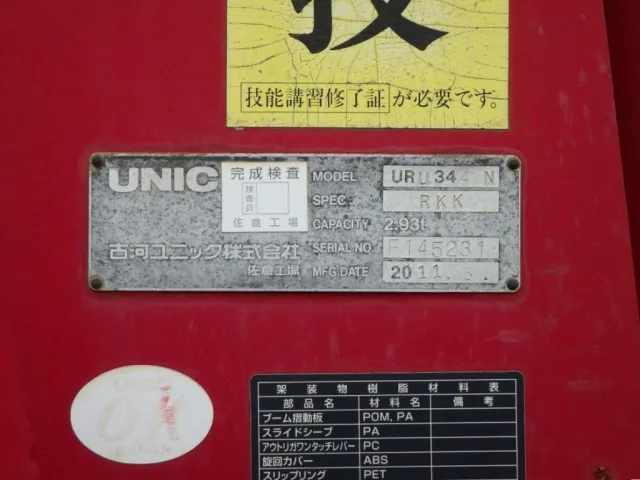 技
技能講習修了証が必要です。
UNIC
完成検査
検査員
佐倉工場
古河ユニック株式会社
佐倉工場
MODEL URU344N
SPEC. RKK
CAPACITY 2.93t
SERIAL NO.
MFG.DATE 2011.
架装物樹脂材料表
部品名 材料名 備考
ブーム摺動板 POM, PA
スライドシーブ PA
アウトリガワンタッチレバー PC
旋回カバー ABS
スリップリング PET